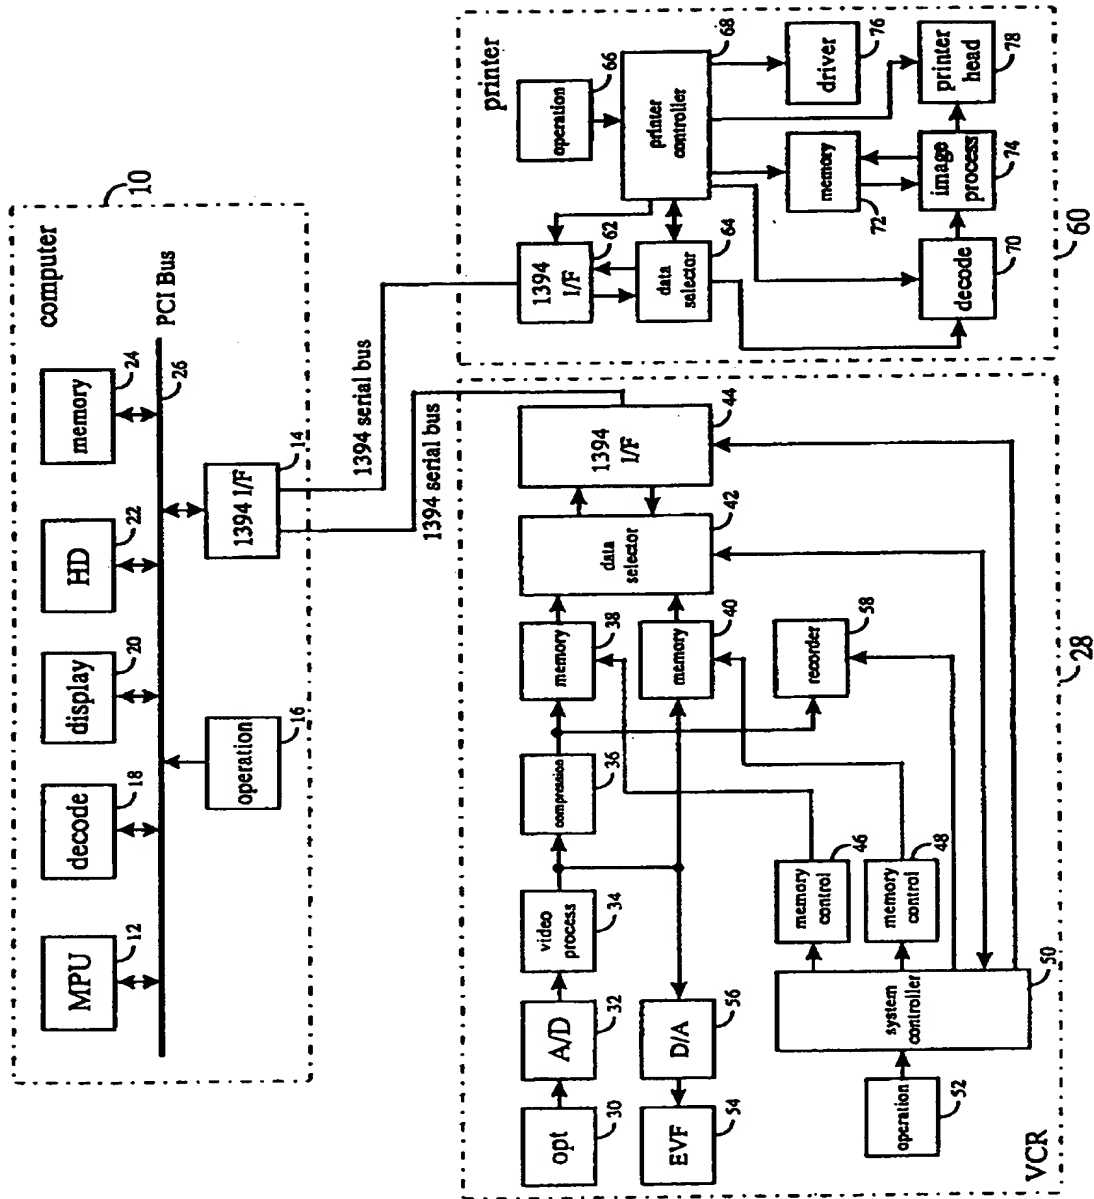 computer
10
MPU
12
decode
18
display
20
HD
22
memory
24
PCI Bus
26
operation
16
1394 I/F
14
1394 serial bus
1394 serial bus
VCR
28
opt
30
A/D
32
video
process
34
compression
36
memory
38
memory
40
data
selector
42
1394
I/F
44
EVF
54
D/A
56
recorder
58
memory
control
46
memory
control
48
system
controller
50
operation
52
printer
60
1394
I/F
62
data
selector
64
operation
66
printer
controller
68
decode
70
memory
72
image
process
74
driver
76
printer
head
78